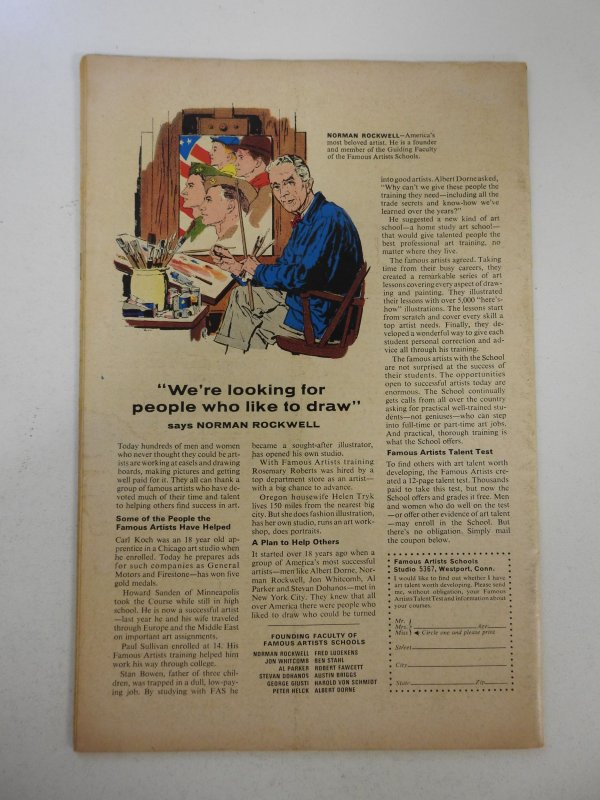 NORMAN ROCKWELL—America's
most beloved artist. He is a founder
and member of the Guiding Faculty
of the Famous Artists Schools.
"We're looking for
people who like to draw"
says NORMAN ROCKWELL
Today hundreds of men and women
who never thought they could be art-
ists are working at easels and drawing
boards, making pictures and getting
well paid for it. They all can thank a
group of famous artists who have de-
voted much of their time and talent
to helping others find success in art.
Some of the People the
Famous Artists Have Helped
Carl Koch was an 18 year old ap-
prentice in a Chicago art studio when
he enrolled. Today he prepares ads
for such companies as General
Motors and Firestone—has won five
gold medals.
Howard Sanden of Minneapolis
took the Course while still in high
school. He is now a successful artist
—last year he and his wife traveled
through Europe and the Middle East
on important art assignments.
Paul Sullivan enrolled at 14. His
Famous Artists training helped him
work his way through college.
Stan Bowen, father of three chil-
dren, was trapped in a dull, low-pay-
ing job. By studying with FAS he
became a sought-after illustrator,
has opened his own studio.
With Famous Artists training
Rosemary Roberts was hired by a
top department store as an artist—
with a big chance to advance.
Oregon housewife Helen Tryk
lives 150 miles from the nearest big
city. But she does fashion illustration,
has her own studio, runs an art work-
shop, does portraits.
A Plan to Help Others
It started over 18 years ago when a
group of America's most successful
artists—men like Albert Dorne, Nor-
man Rockwell, Jon Whitcomb, Al
Parker and Stevan Dohanos—met in
New York City. They knew that all
over America there were people who
liked to draw who could be turned
FOUNDING FACULTY OF
FAMOUS ARTISTS SCHOOLS
NORMAN ROCKWELL FRED LUDEKENS
JON WHITCOMB BEN STAHL
AL PARKER ROBERT FAWCETT
STEVAN DOHANOS AUSTIN BRIGGS
GEORGE GIUSTI HAROLD VON SCHMIDT
PETER HELCK ALBERT DORNE
into good artists. Albert Dorne asked,
"Why can't we give these people the
training they need—including all the
trade secrets and know-how we've
learned over the years?"
He suggested a new kind of art
school—a home study art school—
that would give talented people the
best professional art training, no
matter where they live.
The famous artists agreed. Taking
time from their busy careers, they
created a remarkable series of art
lessons covering every aspect of draw-
ing and painting. They illustrated
their lessons with over 5,000 "here's-
how" illustrations. The lessons start
from scratch and cover every skill a
top artist needs. Finally, they de-
veloped a wonderful way to give each
student personal correction and ad-
vice all through his training.
The famous artists with the School
are not surprised at the success of
their students. The opportunities
open to successful artists today are
enormous. The School continually
gets calls from all over the country
asking for practical well-trained stu-
dents—not geniuses—who can step
into full-time or part-time art jobs.
And practical, thorough training is
what the School offers.
Famous Artists Talent Test
To find others with art talent worth
developing, the Famous Artists cre-
ated a 12-page talent test. Thousands
paid to take this test, but now the
School offers and grades it free. Men
and women who do well on the test
—or offer other evidence of art talent
—may enroll in the School. But
there's no obligation. Simply mail
the coupon below.
Famous Artists Schools
Studio 5367, Westport, Conn.
I would like to find out whether I have
art talent worth developing. Please send
me, without obligation, your Famous
Artists Talent Test and information about
your courses.
Mr.
Mrs. Age
Miss Circle one and please print
Street
City
State Zip